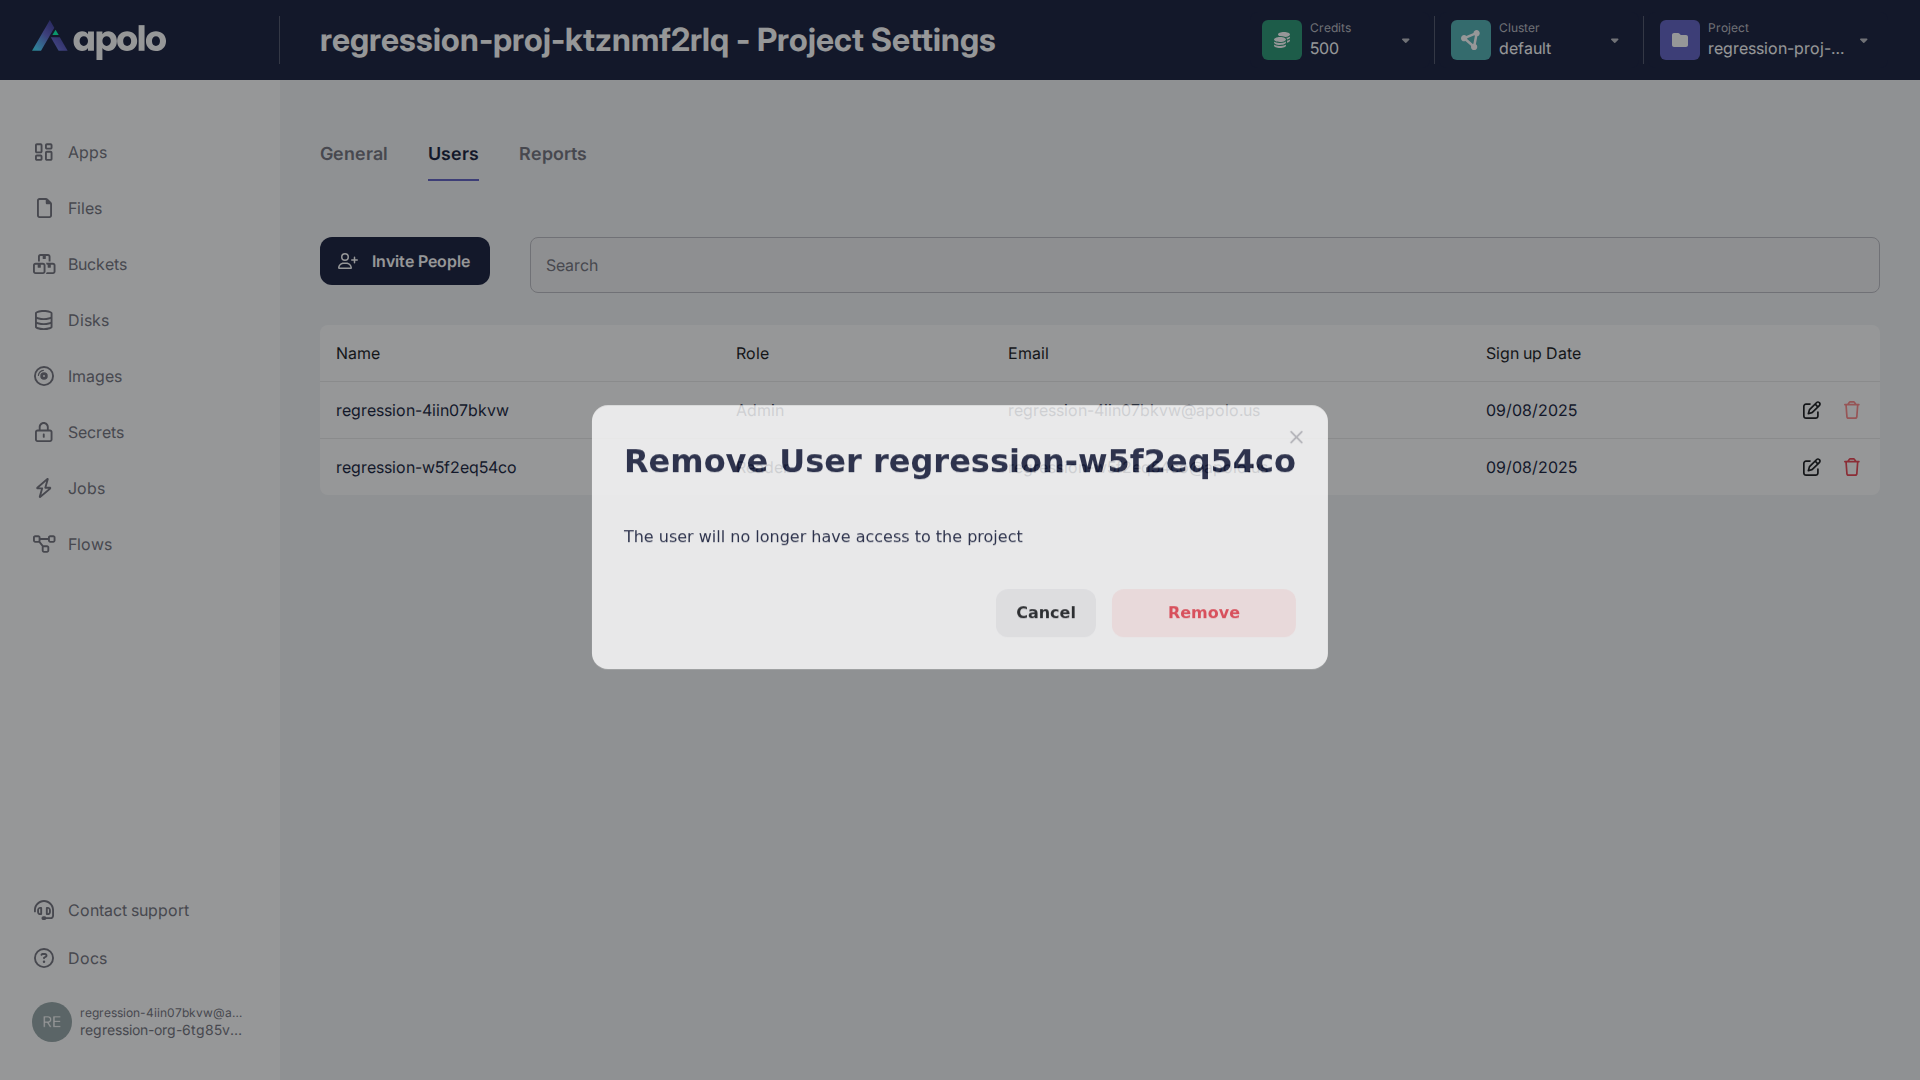 apolo
regression-proj-ktznmf2rlq - Project Settings
Credits
500
Cluster
default
Project
regression-proj-...
Apps
Files
Buckets
Disks
Images
Secrets
Jobs
Flows
General
Users
Reports
Invite People
Search
Name
Role
Email
Sign up Date
regression-4iin07bkvw
Admin
regression-4iin07bkvw@apolo.us
09/08/2025
regression-w5f2eq54co
09/08/2025
Remove User regression-w5f2eq54co
The user will no longer have access to the project
Cancel
Remove
Contact support
Docs
RE
regression-4iin07bkvw@a...
regression-org-6tg85v...